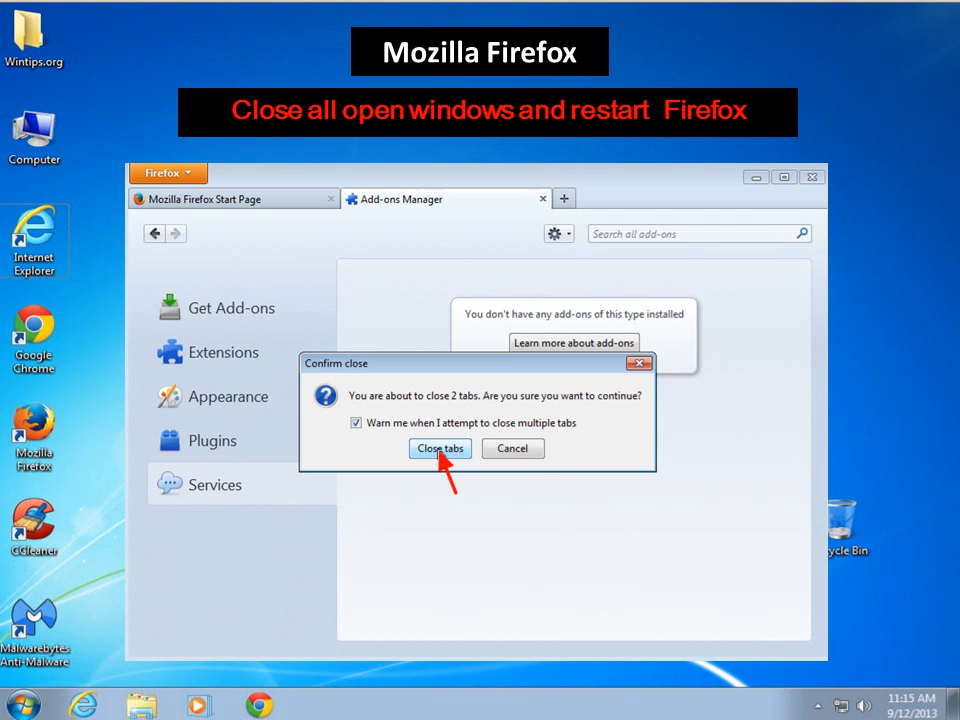 Mozilla Firefox
Close all open windows and restart Firefox
Wintips.org
Computer
Internet
Explorer
Google
Chrome
Mozilla
Firefox
CCleaner
Malwarebytes
Anti-Malware
Firefox
Mozilla Firefox Start Page
Add-ons Manager
Search all add-ons
Get Add-ons
Extensions
Appearance
Plugins
Services
You don't have any add-ons of this type installed
Learn more about add-ons
Confirm close
You are about to close 2 tabs. Are you sure you want to continue?
Warn me when I attempt to close multiple tabs
Close tabs
Cancel
ycle Bin
11:15 AM
9/12/2013